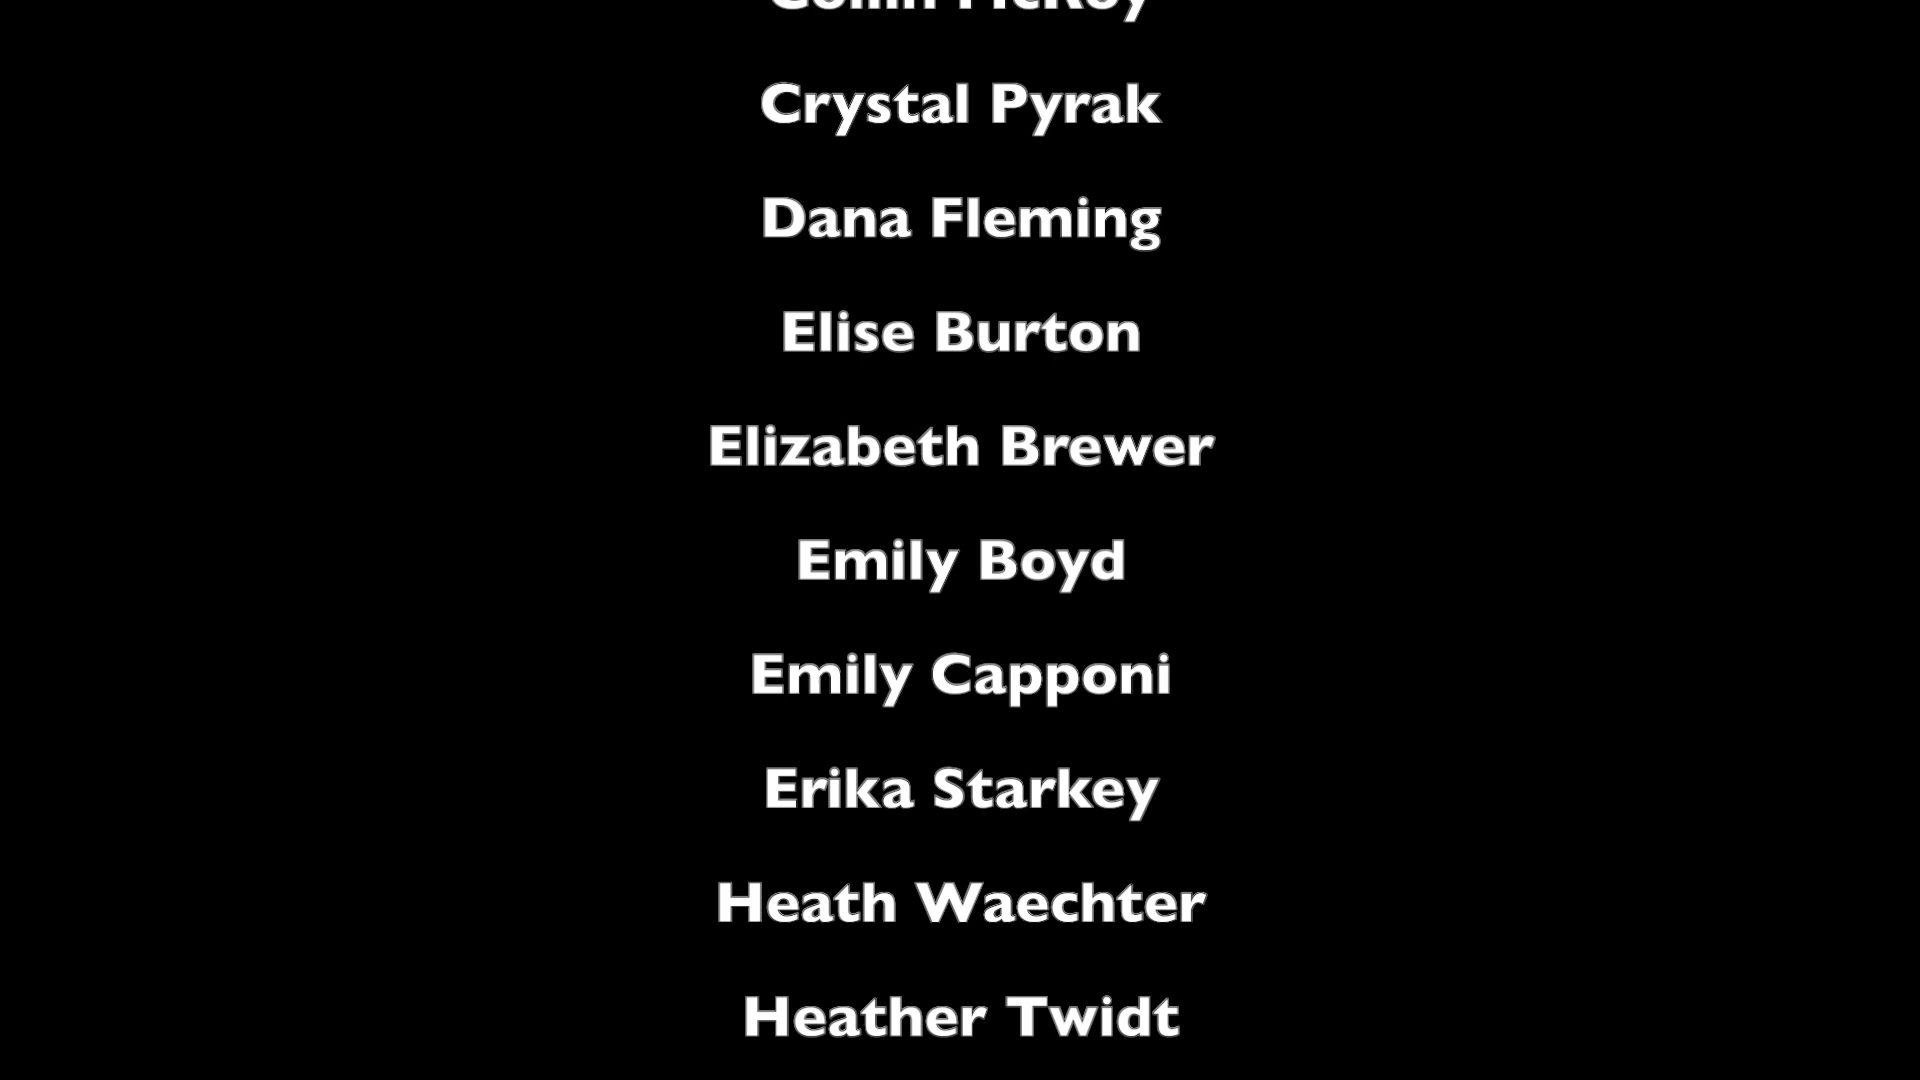 Crystal Pyrak
Dana Fleming
Elise Burton
Elizabeth Brewer
Emily Boyd
Emily Capponi
Erika Starkey
Heath Waechter
Heather Twidt